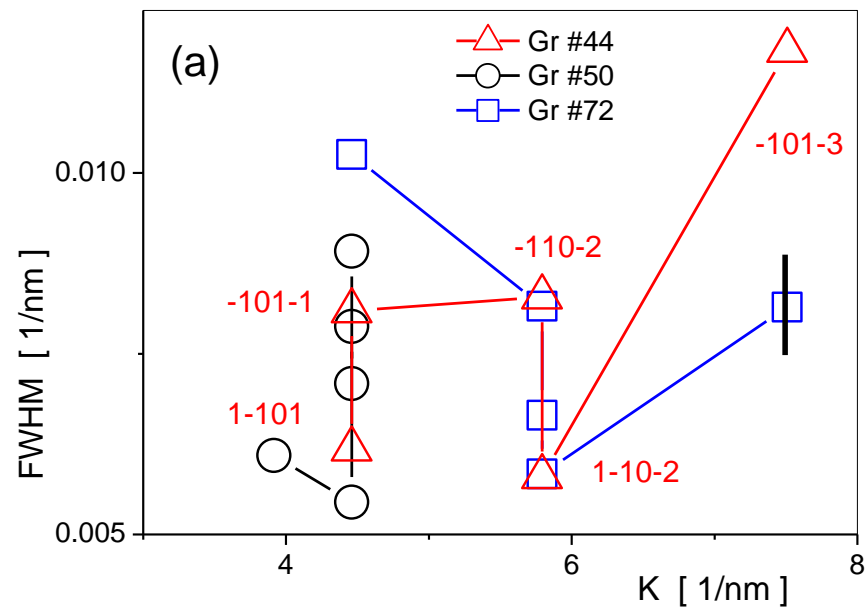 (a)
Gr #44
Gr #50
Gr #72
-101-3
0.010
-110-2
-101-1
1-101
1-10-2
0.005
4
6
8
FWHM [ 1/nm ]
K [ 1/nm ]